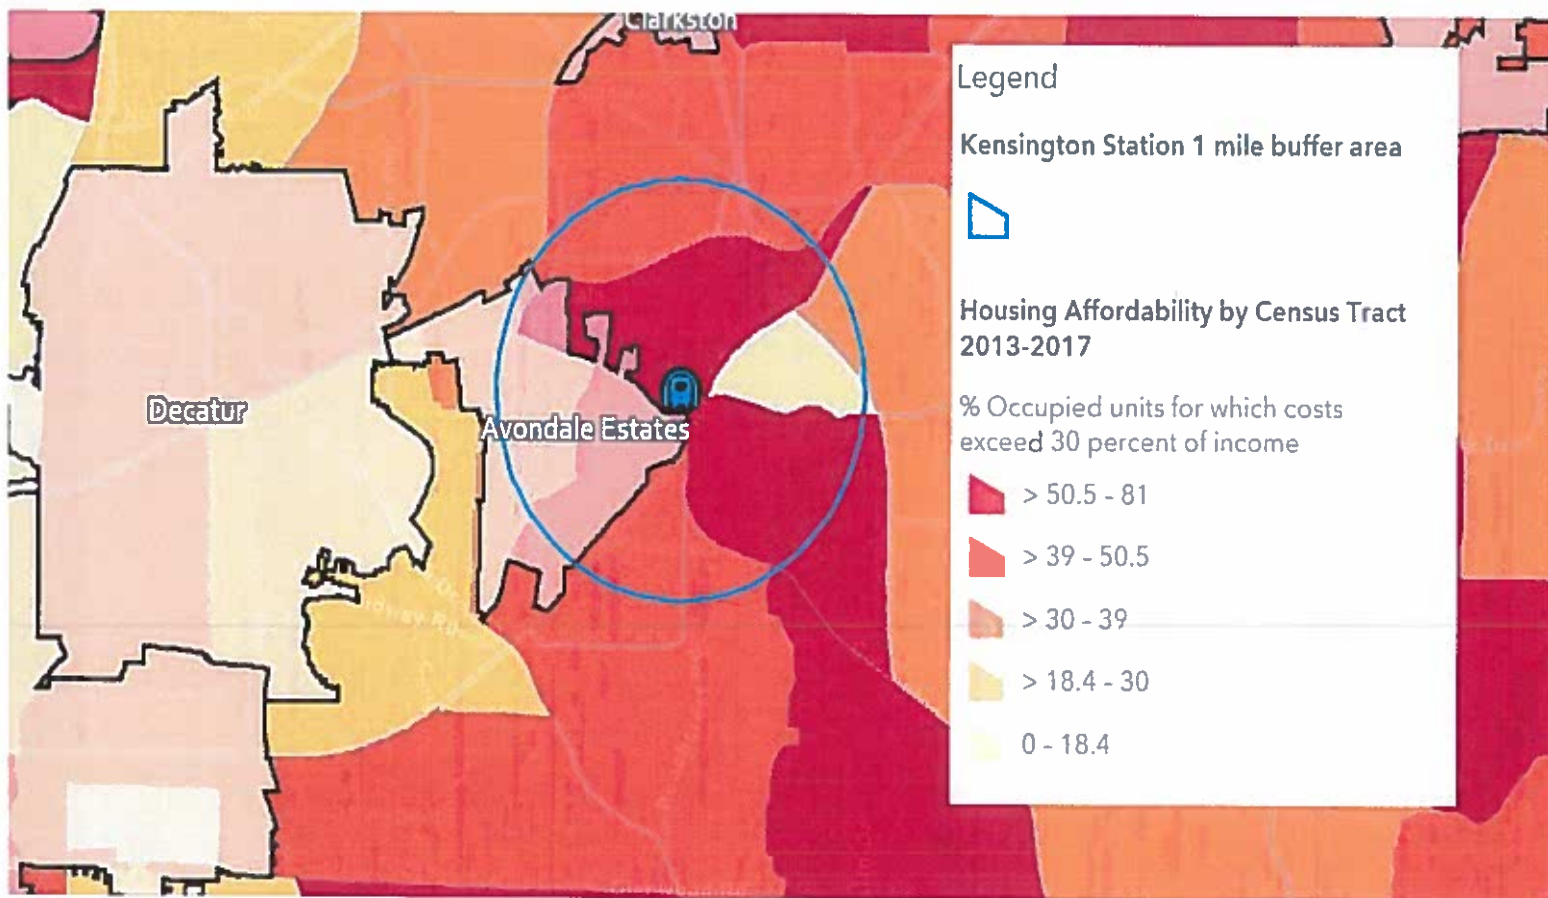 Clarkston
Legend
Kensington Station 1 mile buffer area
Housing Affordability by Census Tract
2013-2017
% Occupied units for which costs
exceed 30 percent of income
> 50.5 - 81
> 39 - 50.5
> 30 - 39
> 18.4 - 30
0 - 18.4
Decatur
Avondale Estates